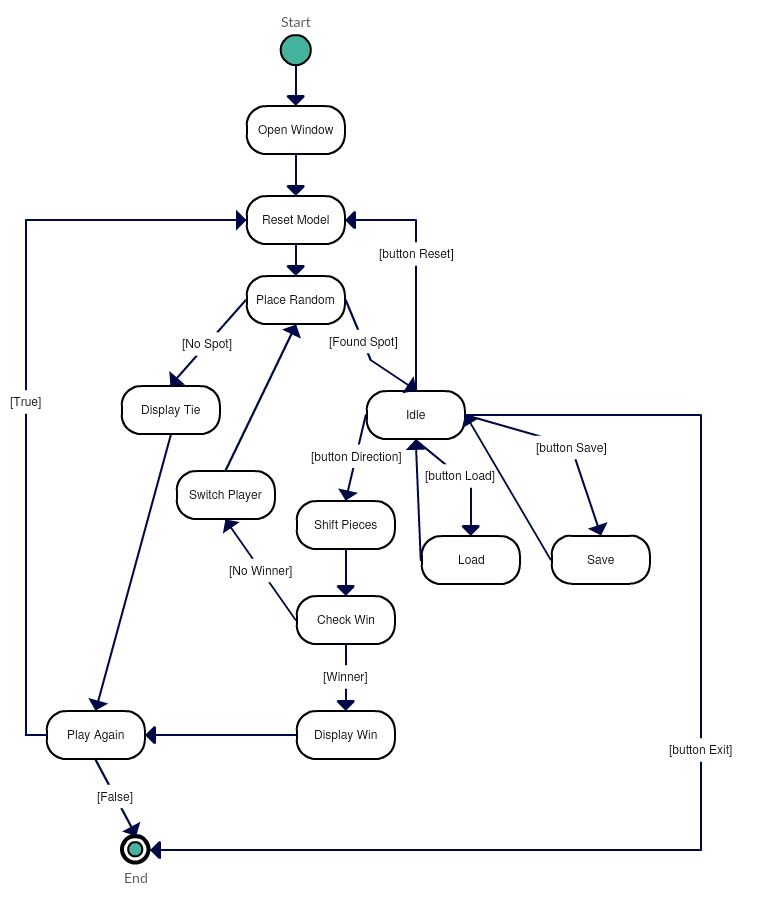 Start
Open Window
Reset Model
[button Reset]
Place Random
[No Spot]
[Found Spot]
[True]
Display Tie
Idle
[button Direction]
[button Load]
[button Save]
Switch Player
Shift Pieces
Load
Save
[No Winner]
Check Win
[Winner]
Play Again
Display Win
[button Exit]
[False]
End